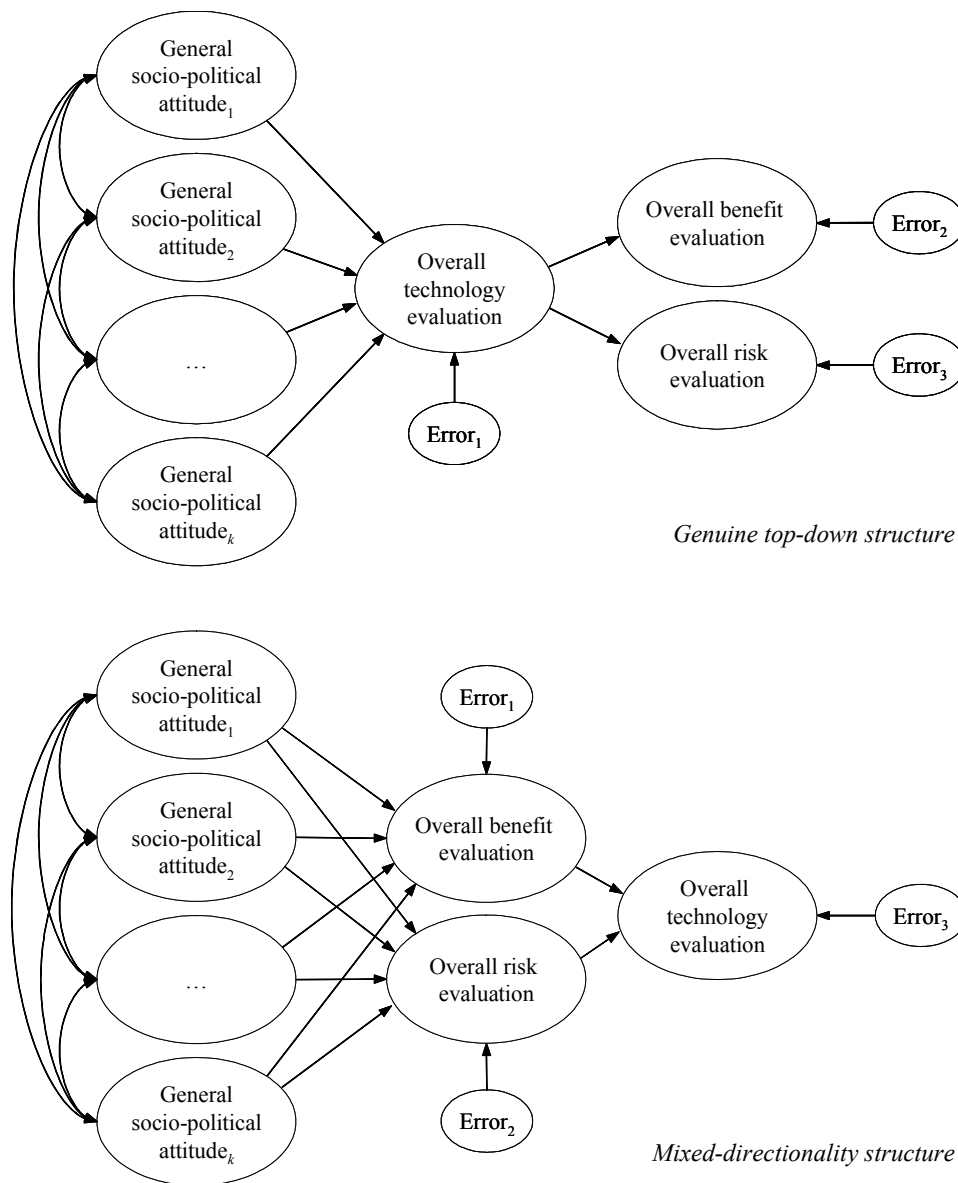 General
socio-political
attitude₁
General
socio-political
attitude₂
…
General
socio-political
attitudeₖ
Overall
technology
evaluation
Error₁
Overall benefit
evaluation
Error₂
Overall risk
evaluation
Error₃
Genuine top-down structure
General
socio-political
attitude₁
General
socio-political
attitude₂
…
General
socio-political
attitudeₖ
Error₁
Overall benefit
evaluation
Overall risk
evaluation
Error₂
Overall
technology
evaluation
Error₃
Mixed-directionality structure